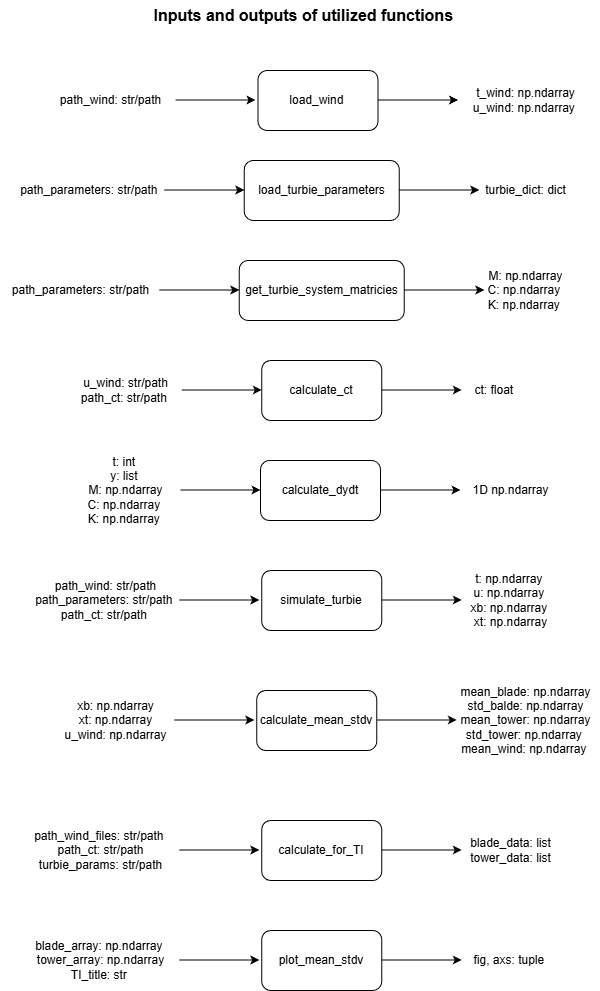 Inputs and outputs of utilized functions
path_wind: str/path
load_wind
t_wind: np.ndarray
u_wind: np.ndarray
path_parameters: str/path
load_turbie_parameters
turbie_dict: dict
path_parameters: str/path
get_turbie_system_matricies
M: np.ndarray
C: np.ndarray
K: np.ndarray
u_wind: str/path
path_ct: str/path
calculate_ct
ct: float
t: int
y: list
M: np.ndarray
C: np.ndarray
K: np.ndarray
calculate_dydt
1D np.ndarray
path_wind: str/path
path_parameters: str/path
path_ct: str/path
simulate_turbie
t: np.ndarray
u: np.ndarray
xb: np.ndarray
xt: np.ndarray
xb: np.ndarray
xt: np.ndarray
u_wind: np.ndarray
calculate_mean_stdv
mean_blade: np.ndarray
std_balde: np.ndarray
mean_tower: np.ndarray
std_tower: np.ndarray
mean_wind: np.ndarray
path_wind_files: str/path
path_ct: str/path
turbie_params: str/path
calculate_for_TI
blade_data: list
tower_data: list
blade_array: np.ndarray
tower_array: np.ndarray
TI_title: str
plot_mean_stdv
fig, axs: tuple